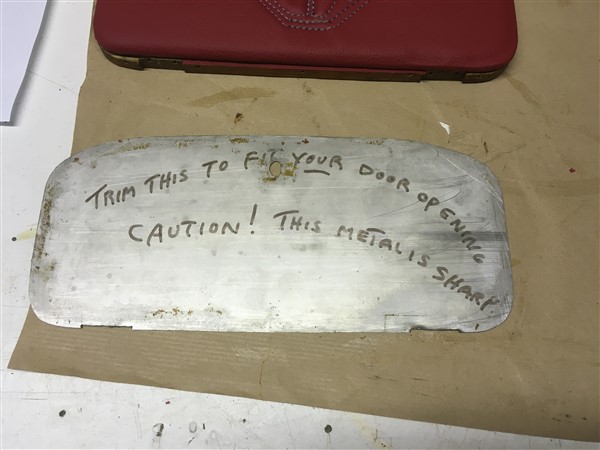 TRIM THIS TO FIT YOUR DOOR OPENING
CAUTION! THIS METAL IS SHARP